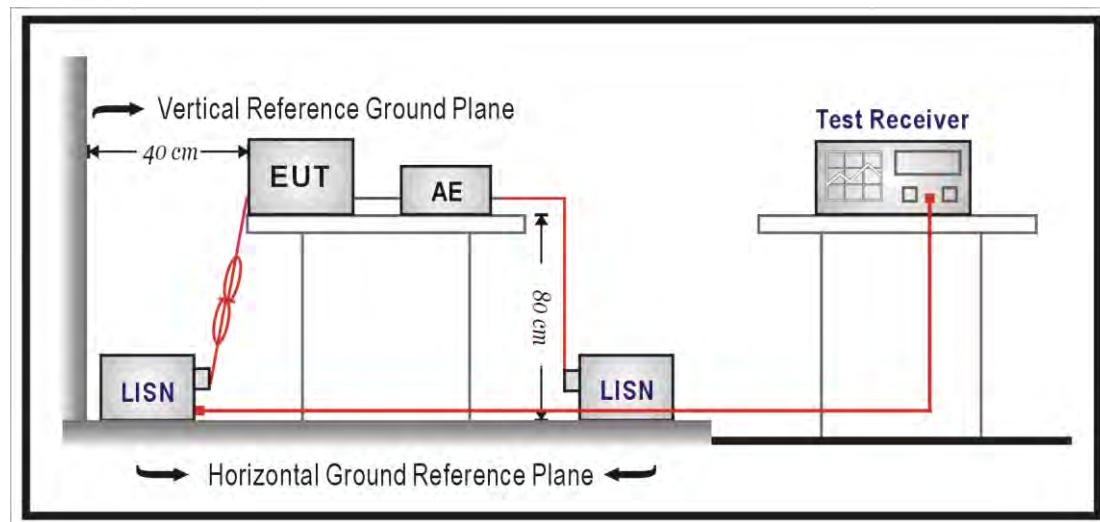 Vertical Reference Ground Plane
Test Receiver
40 cm
EUT
AE
80 cm
LISN
LISN
Horizontal Ground Reference Plane